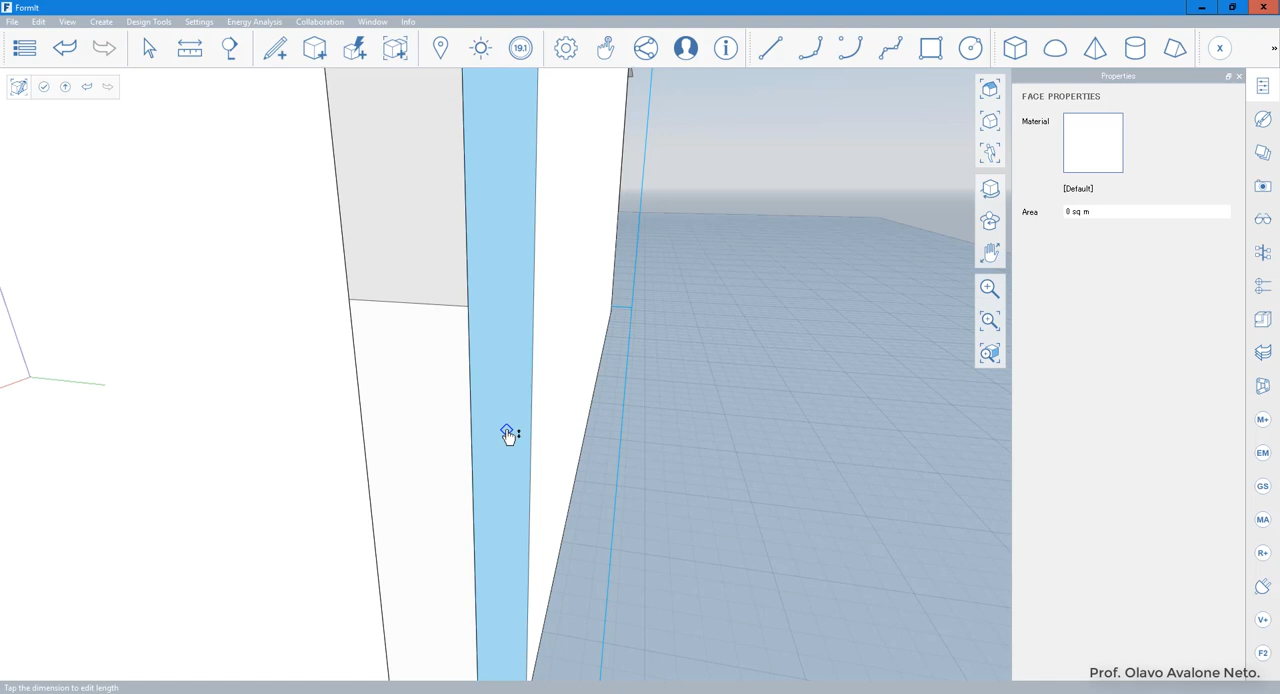 FormIt
File Edit View Create Design Tools Settings Energy Analysis Collaboration Window Help Info
19.1
X
»
Properties
FACE PROPERTIES
Material
[Default]
Area 0 sq m
M+
EM
GS
MA
R+
V+
F2
Prof. Olavo Avalone Neto.
Tap the dimension to edit length